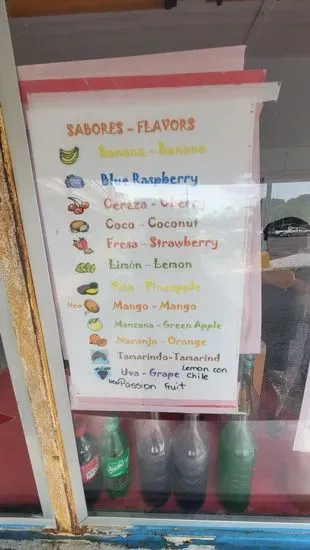 SABORES - FLAVORS
Banana - Banana
Blue Raspberry
Cereza - Cherry
Coco - Coconut
Fresa - Strawberry
Limón - Lemon
Piña - Pineapple
New Mango - Mango
Manzana - Green Apple
Naranja - Orange
Tamarindo - Tamarind
Uva - Grape
Lemon con
chile
New Passion Fruit